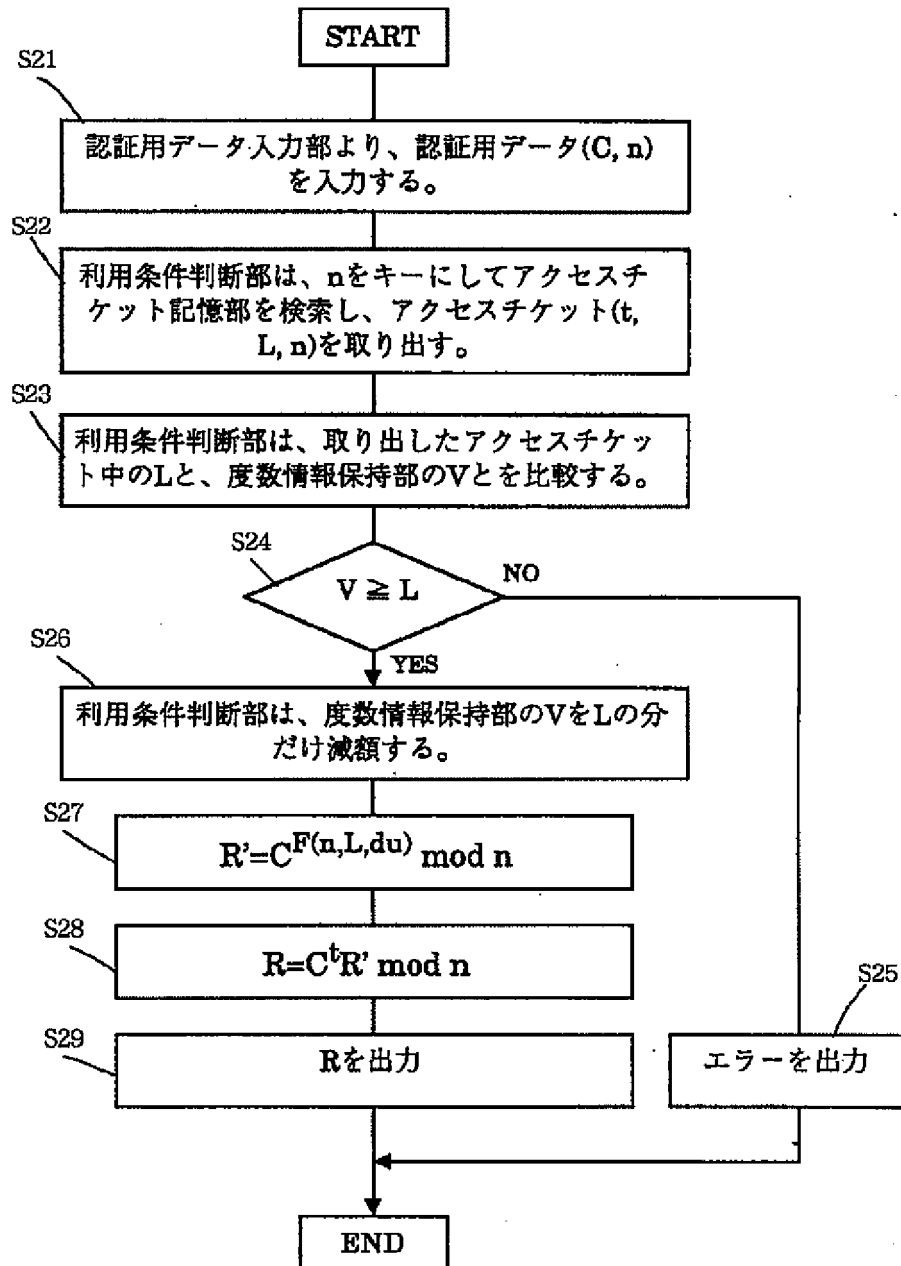 START
S21
認証用データ入力部より、認証用データ(C, n)
を入力する。
S22
利用条件判断部は、nをキーにしてアクセスチ
ケット記憶部を検索し、アクセスチケット(t,
L, n)を取り出す。
S23
利用条件判断部は、取り出したアクセスチケッ
ト中のLと、度数情報保持部のVとを比較する。
S24
V ≧ L
NO
YES
S26
利用条件判断部は、度数情報保持部のVをLの分
だけ減額する。
S27
R'=C^F(n,L,du) mod n
S28
R=C^tR' mod n
S25
S29
Rを出力
エラーを出力
END